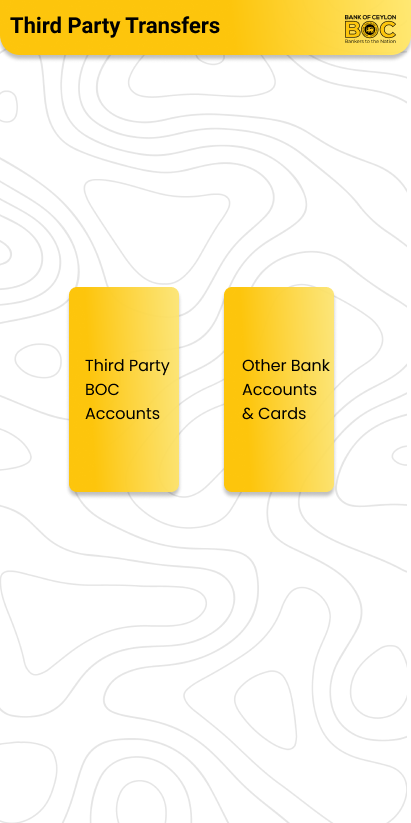 Third Party Transfers
BANK OF CEYLON
BOC
Bankers to the Nation
Third Party
BOC
Accounts
Other Bank
Accounts
& Cards